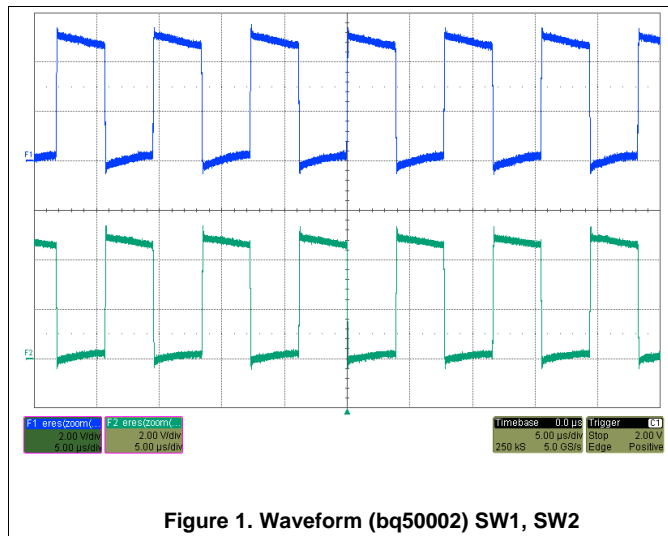 F1
F2
F1 eres(zoom(... F2 eres(zoom(...
2.00 V/div 2.00 V/div
5.00 µs/div 5.00 µs/div
Timebase 0.0 µs Trigger C1
5.00 µs/div Stop 2.00 V
250 kS 5.0 GS/s Edge Positive
Figure 1. Waveform (bq50002) SW1, SW2